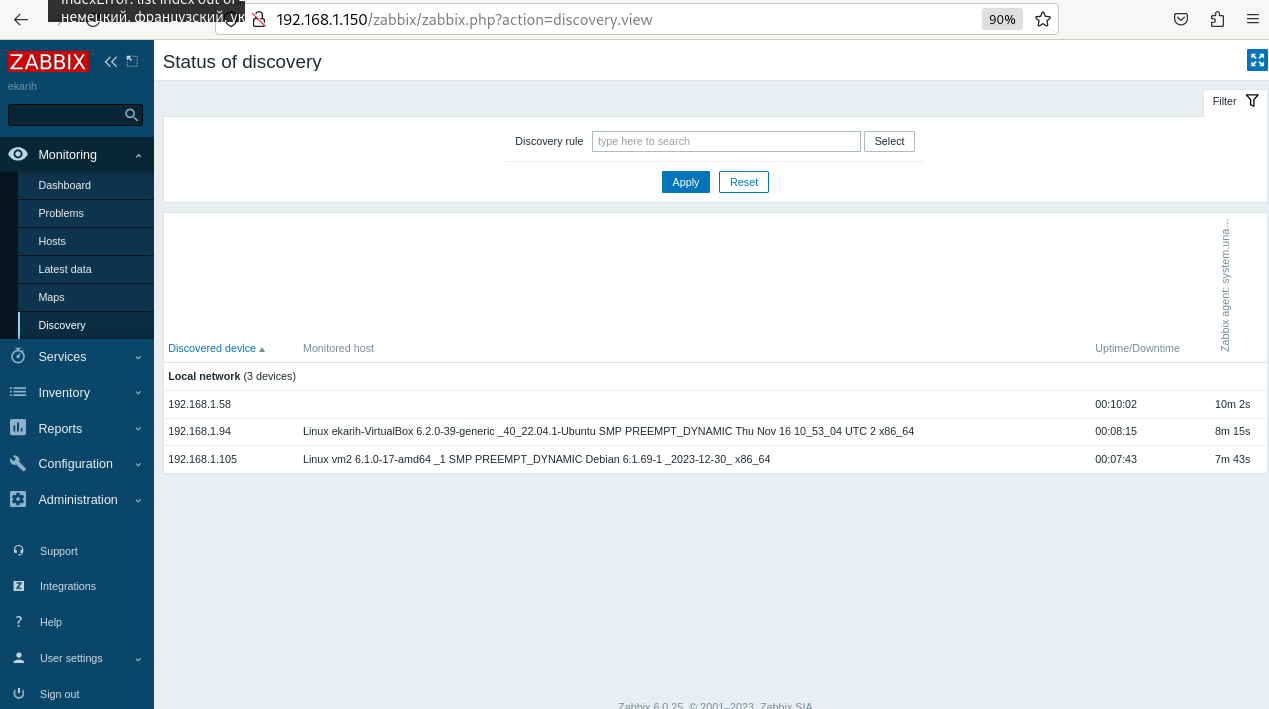 IndexError: list index out of
немецкий, французский, ук
192.168.1.150/zabbix/zabbix.php?action=discovery.view
90%
ZABBIX
Status of discovery
ekarih
Filter
Discovery rule type here to search Select
Apply Reset
Monitoring
Dashboard
Problems
Hosts
Latest data
Maps
Discovery
Services
Inventory
Reports
Configuration
Administration
Support
Integrations
Help
User settings
Sign out
Discovered device Monitored host Uptime/Downtime Zabbix agent: system.una...
Local network (3 devices)
192.168.1.58 00:10:02 10m 2s
192.168.1.94 Linux ekarih-VirtualBox 6.2.0-39-generic _40_22.04.1-Ubuntu SMP PREEMPT_DYNAMIC Thu Nov 16 10_53_04 UTC 2 x86_64 00:08:15 8m 15s
192.168.1.105 Linux vm2 6.1.0-17-amd64 _1 SMP PREEMPT_DYNAMIC Debian 6.1.69-1 _2023-12-30_ x86_64 00:07:43 7m 43s
Zabbix 6.0.25. © 2001–2023, Zabbix SIA